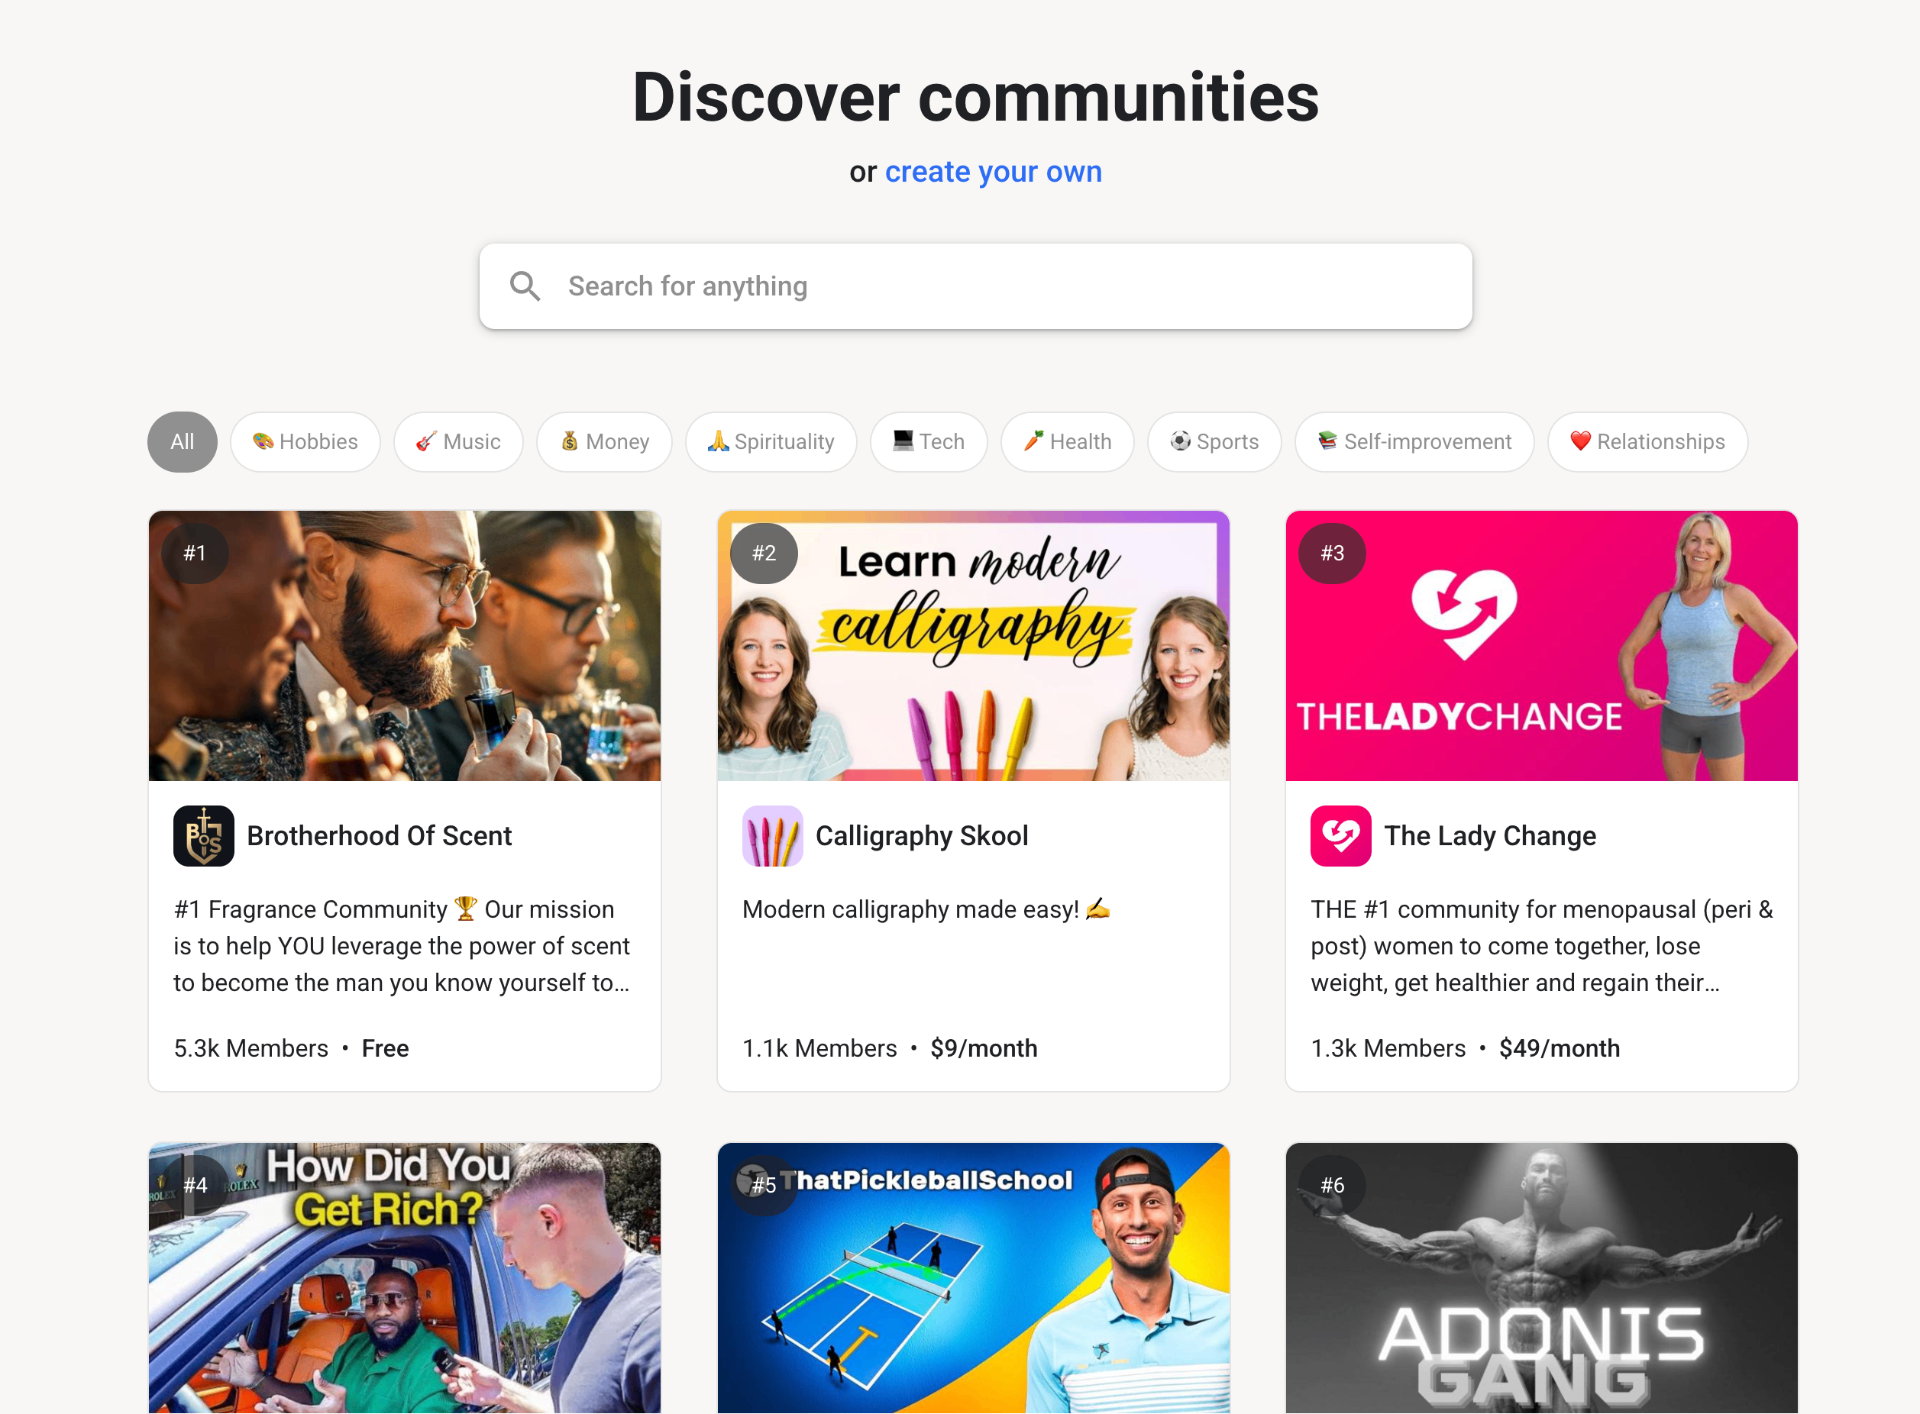 Discover communities
or create your own
Search for anything
All
🎨 Hobbies
🎸 Music
💰 Money
🙏 Spirituality
💻 Tech
🥕 Health
⚽ Sports
📚 Self-improvement
❤️ Relationships
#1
#2
Learn modern
calligraphy
#3
THELADYCHANGE
BOS
Brotherhood Of Scent
#1 Fragrance Community 🏆 Our mission
is to help YOU leverage the power of scent
to become the man you know yourself to...
5.3k Members • Free
Calligraphy Skool
Modern calligraphy made easy! ✍️
1.1k Members • $9/month
The Lady Change
THE #1 community for menopausal (peri &
post) women to come together, lose
weight, get healthier and regain their...
1.3k Members • $49/month
#4
ROLEX
ROLEX
How Did You
Get Rich?
#5
ThatPickleballSchool
#6
ADONIS
GANG